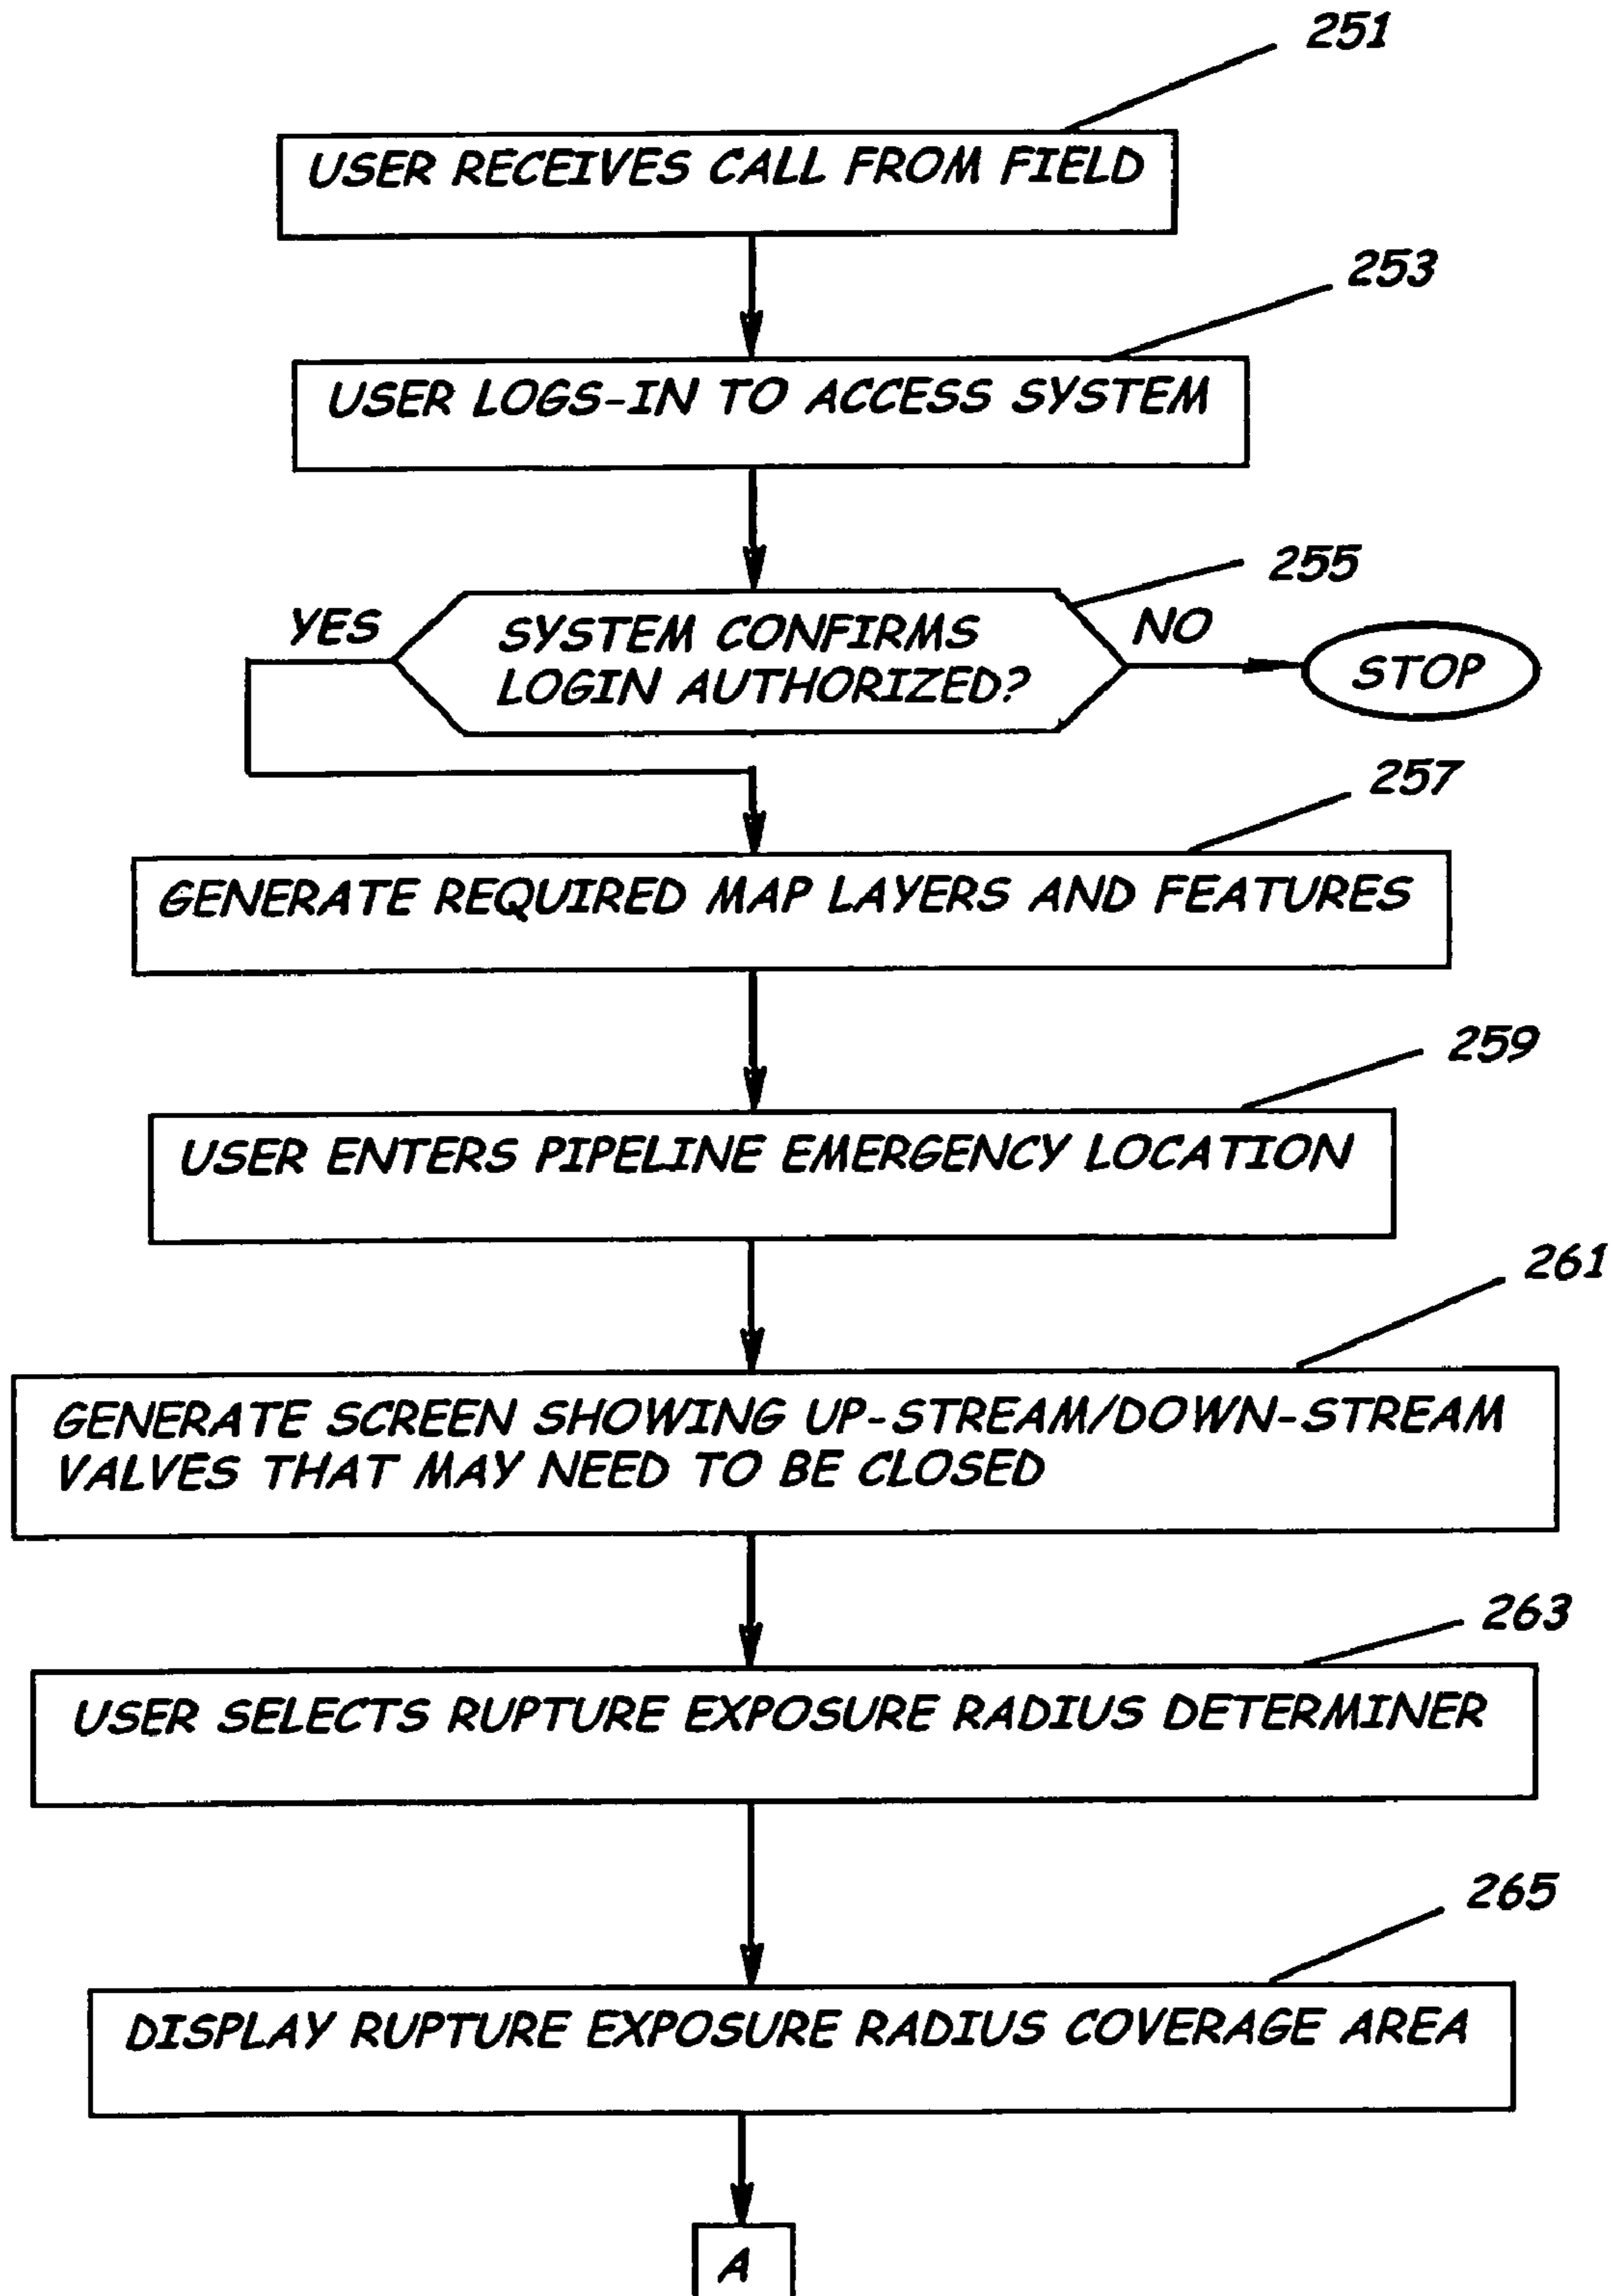 251
USER RECEIVES CALL FROM FIELD
253
USER LOGS-IN TO ACCESS SYSTEM
255
YES
SYSTEM CONFIRMS
LOGIN AUTHORIZED?
NO
STOP
257
GENERATE REQUIRED MAP LAYERS AND FEATURES
259
USER ENTERS PIPELINE EMERGENCY LOCATION
261
GENERATE SCREEN SHOWING UP-STREAM/DOWN-STREAM
VALVES THAT MAY NEED TO BE CLOSED
263
USER SELECTS RUPTURE EXPOSURE RADIUS DETERMINER
265
DISPLAY RUPTURE EXPOSURE RADIUS COVERAGE AREA
A